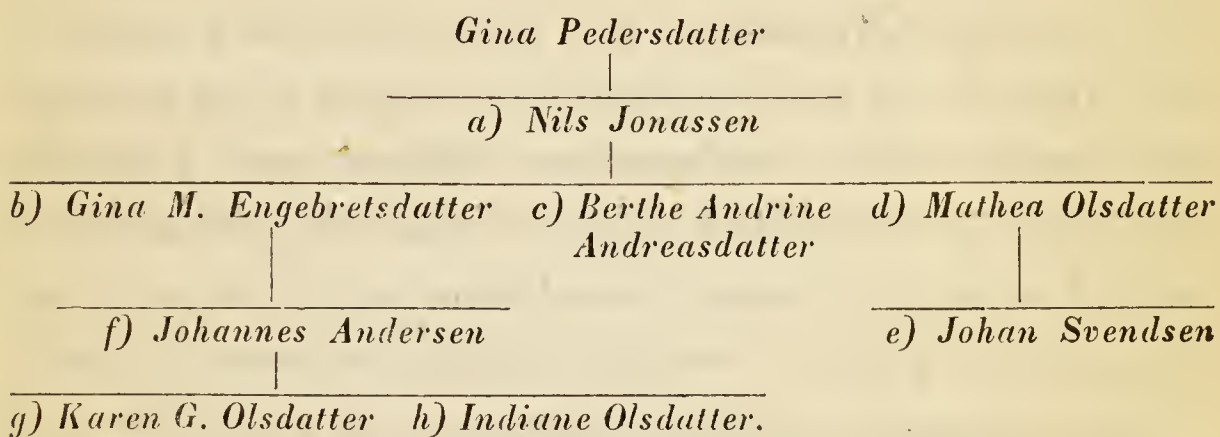 Gina Pedersdatter
a) Nils Jonassen
b) Gina M. Engebretsdatter c) Berthe Andrine d) Mathea Olsdatter
Andreasdatter
f) Johannes Andersen e) Johan Svendsen
g) Karen G. Olsdatter h) Indiane Olsdatter.